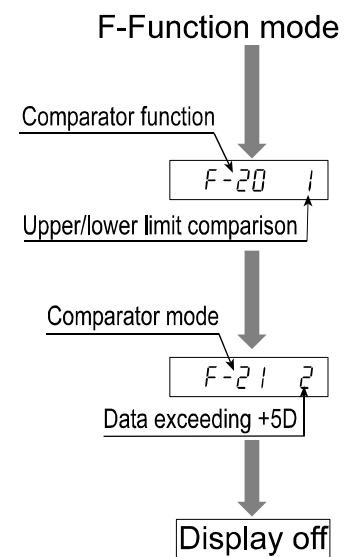 F-Function mode
Comparator function
F-20 1
Upper/lower limit comparison
Comparator mode
F-21 2
Data exceeding +5D
Display off